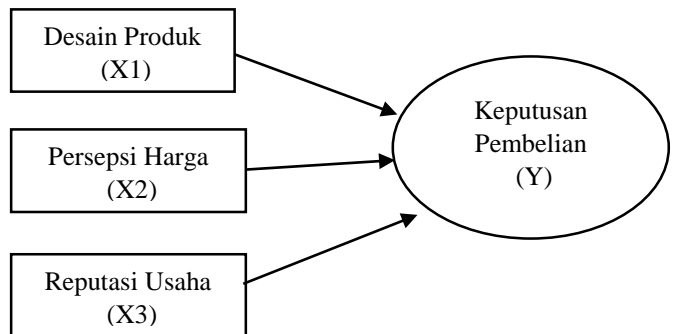 Desain Produk
(X1)
Persepsi Harga
(X2)
Reputasi Usaha
(X3)
Keputusan
Pembelian
(Y)